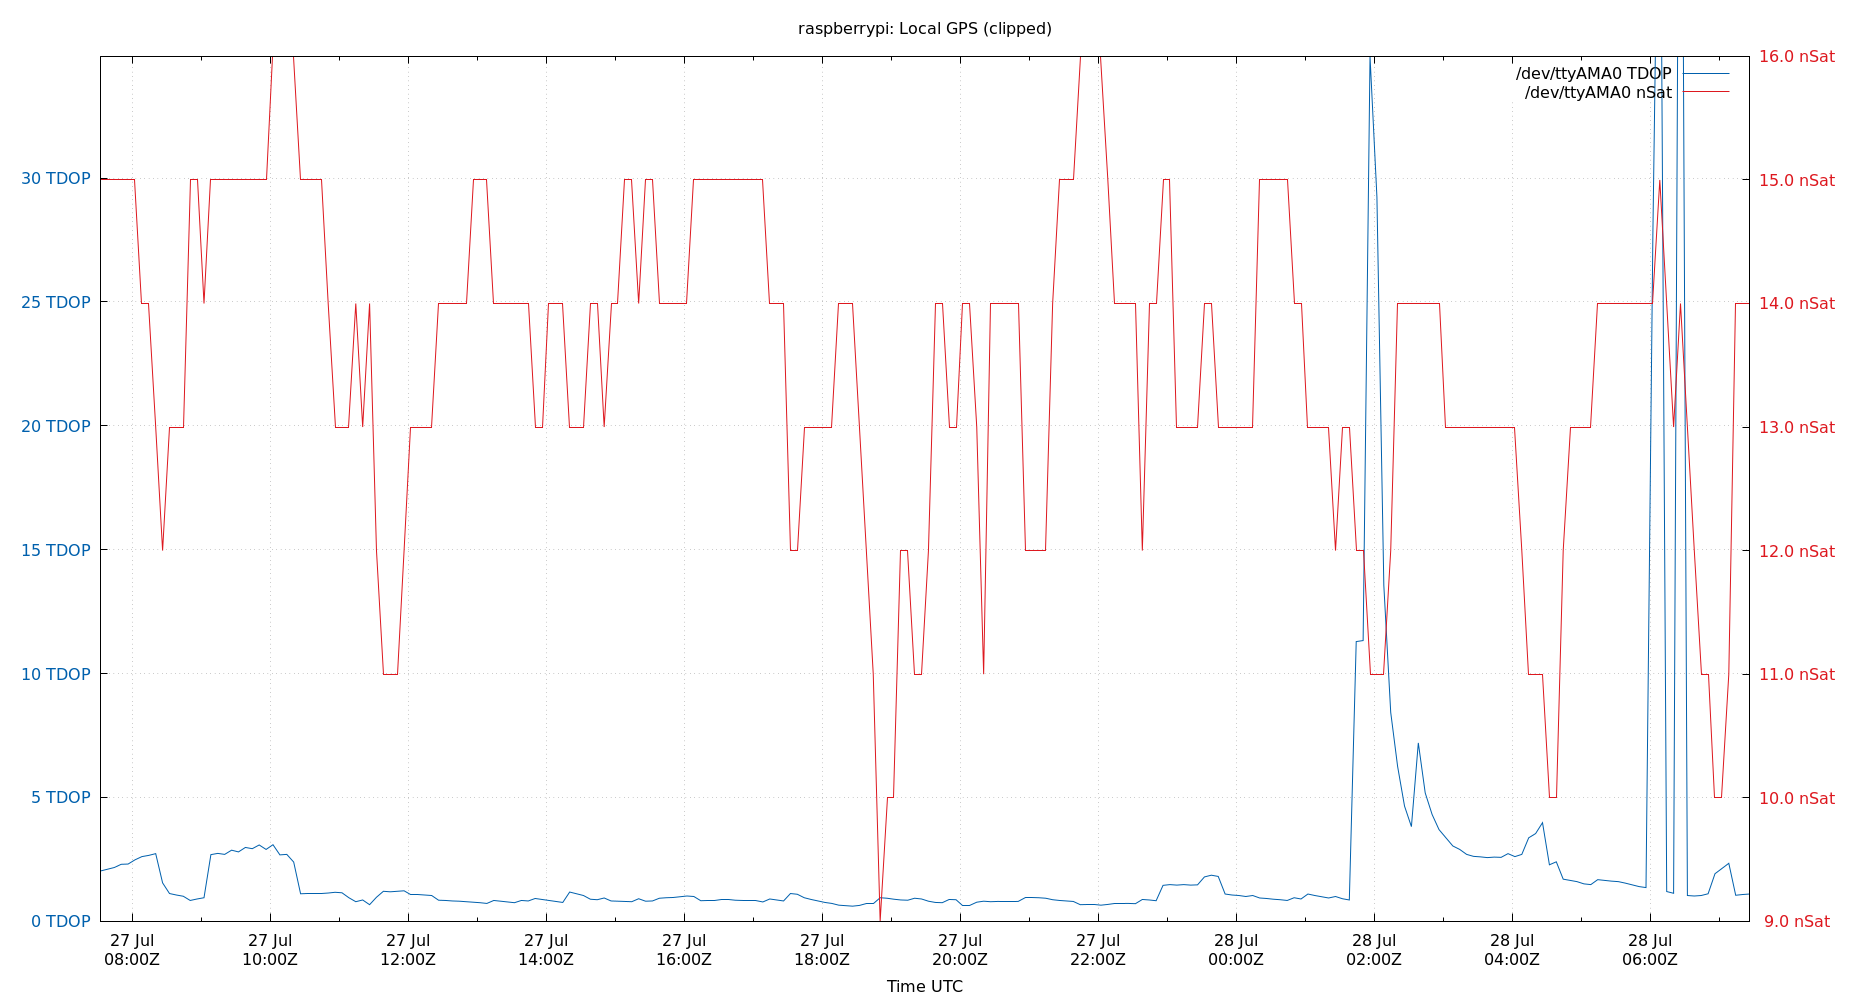 raspberrypi: Local GPS (clipped)
16.0 nSat
/dev/ttyAMA0 TDOP
/dev/ttyAMA0 nSat
30 TDOP
15.0 nSat
25 TDOP
14.0 nSat
20 TDOP
13.0 nSat
15 TDOP
12.0 nSat
10 TDOP
11.0 nSat
5 TDOP
10.0 nSat
0 TDOP
9.0 nSat
27 Jul 27 Jul 27 Jul 27 Jul 27 Jul 27 Jul 27 Jul 27 Jul 28 Jul 28 Jul 28 Jul 28 Jul
08:00Z 10:00Z 12:00Z 14:00Z 16:00Z 18:00Z 20:00Z 22:00Z 00:00Z 02:00Z 04:00Z 06:00Z
Time UTC